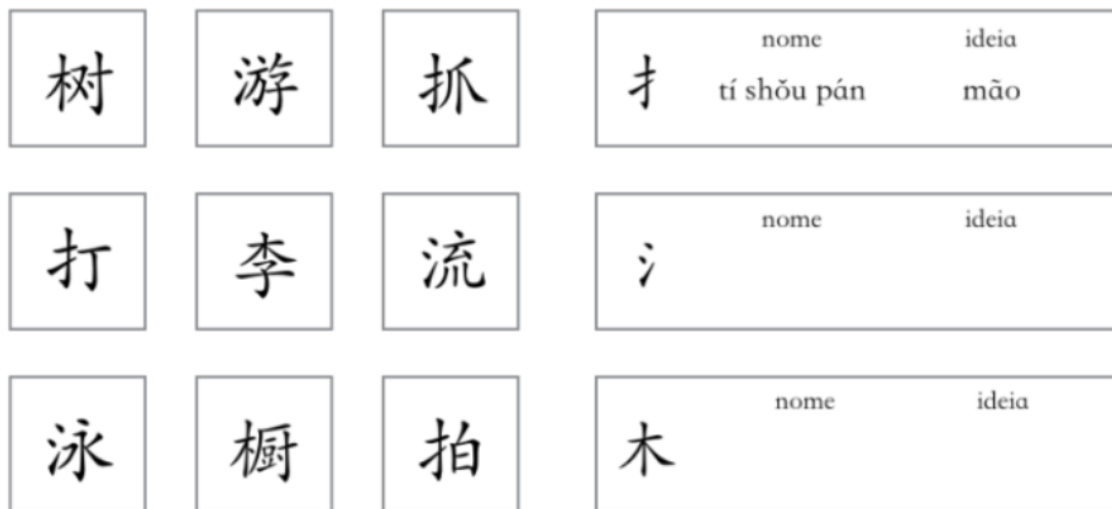 树 游 抓
扌 nome ideia
tí shǒu pán mão
打 李 流
氵 nome ideia
泳 橱 拍
木 nome ideia